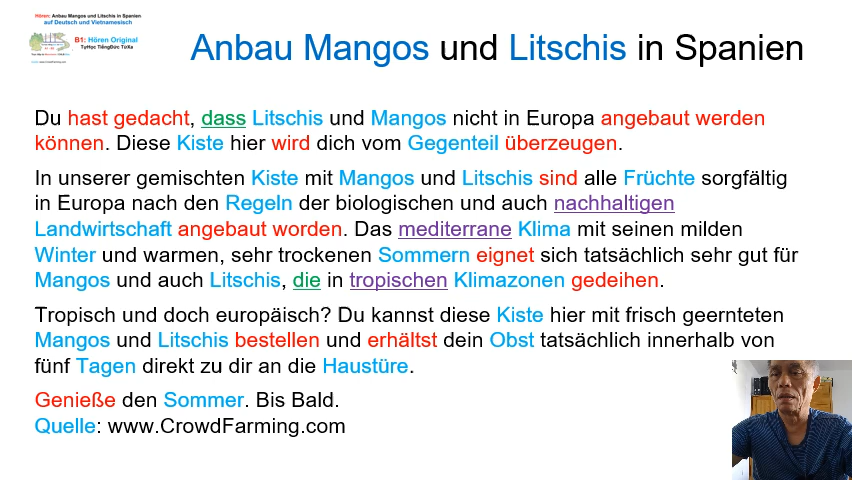 Hören: Anbau Mangos und Litschis in Spanien
auf Deutsch und Vietnamesisch
B1: Hören Original
TựHọc TiếngĐức TừXa
Anbau Mangos und Litschis in Spanien
Du hast gedacht, dass Litschis und Mangos nicht in Europa angebaut werden
können. Diese Kiste hier wird dich vom Gegenteil überzeugen.
In unserer gemischten Kiste mit Mangos und Litschis sind alle Früchte sorgfältig
in Europa nach den Regeln der biologischen und auch nachhaltigen
Landwirtschaft angebaut worden. Das mediterrane Klima mit seinen milden
Winter und warmen, sehr trockenen Sommern eignet sich tatsächlich sehr gut für
Mangos und auch Litschis, die in tropischen Klimazonen gedeihen.
Tropisch und doch europäisch? Du kannst diese Kiste hier mit frisch geernteten
Mangos und Litschis bestellen und erhältst dein Obst tatsächlich innerhalb von
fünf Tagen direkt zu dir an die Haustüre.
Genieße den Sommer. Bis Bald.
Quelle: www.CrowdFarming.com